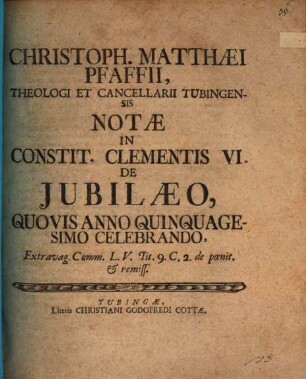 CHRISTOPH. MATTHÆI
PFAFFII,
THEOLOGI ET CANCELLARII TUBINGEN-
SIS
NOTÆ
IN
CONSTIT. CLEMENTIS VI.
DE
JUBILÆO,
QUOVIS ANNO QUINQUAGE-
SIMO CELEBRANDO,
Extravag. Comm. L. V. Tit. 9. C. 2. de pœnit.
& remiss.
TUBINGÆ,
Litteris CHRISTIANI GODOFREDI COTTÆ.